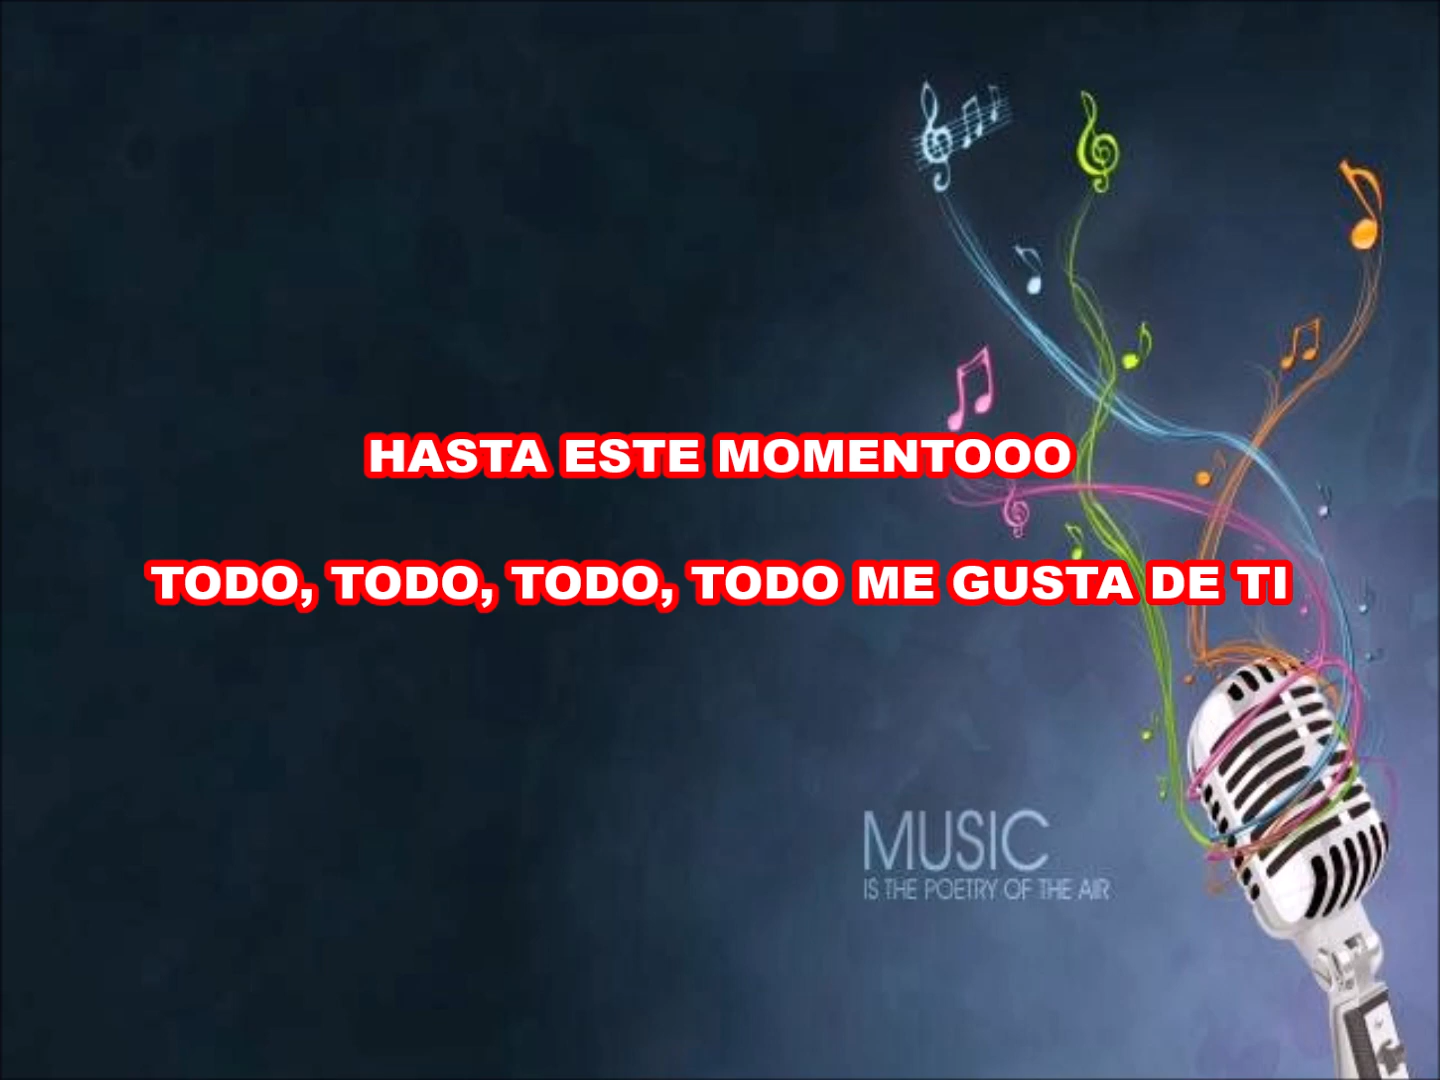 HASTA ESTE MOMENTOOO
TODO, TODO, TODO, TODO ME GUSTA DE TI
MUSIC
IS THE POETRY OF THE AIR